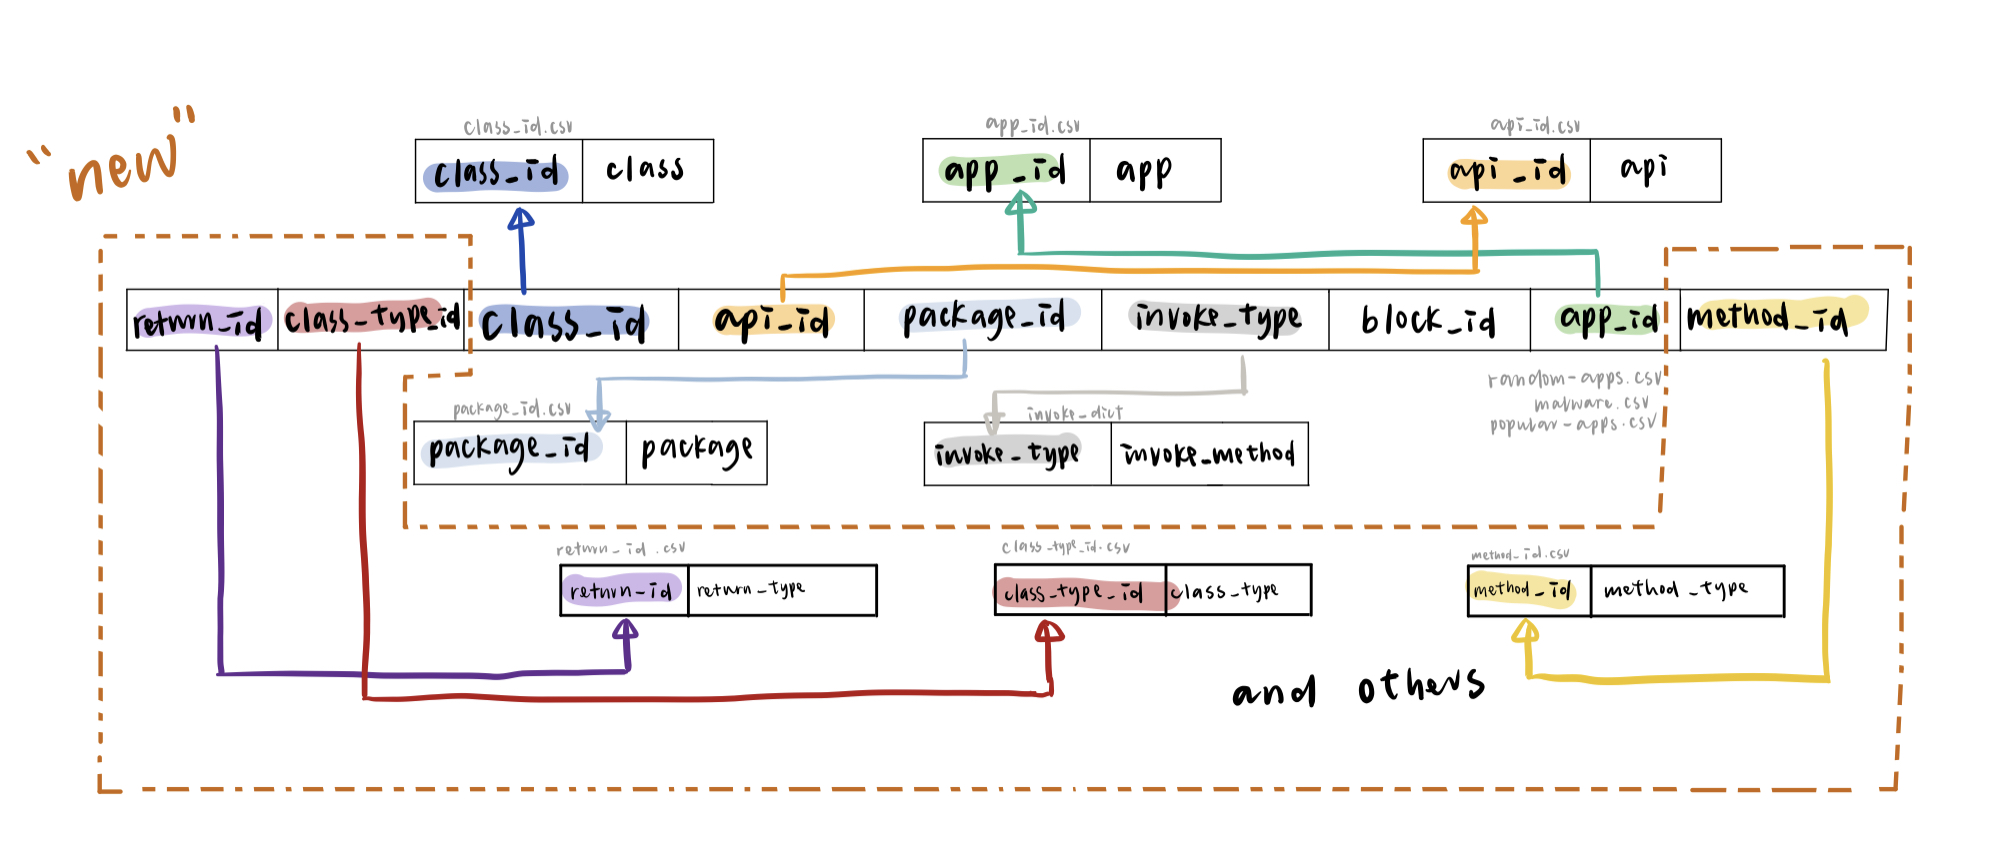 "new"
class_id.csv
class_id class
app_id.csv
app_id app
api_id.csv
api_id api
return_id class_type_id class_id api_id package_id invoke_type block_id app_id method_id
random-apps.csv
malware.csv
popular-apps.csv
package_id.csv
package_id package
invoke_dict
invoke_type invoke_method
return_id.csv
return_id return_type
class_type_id.csv
class_type_id class_type
method_id.csv
method_id method_type
and others